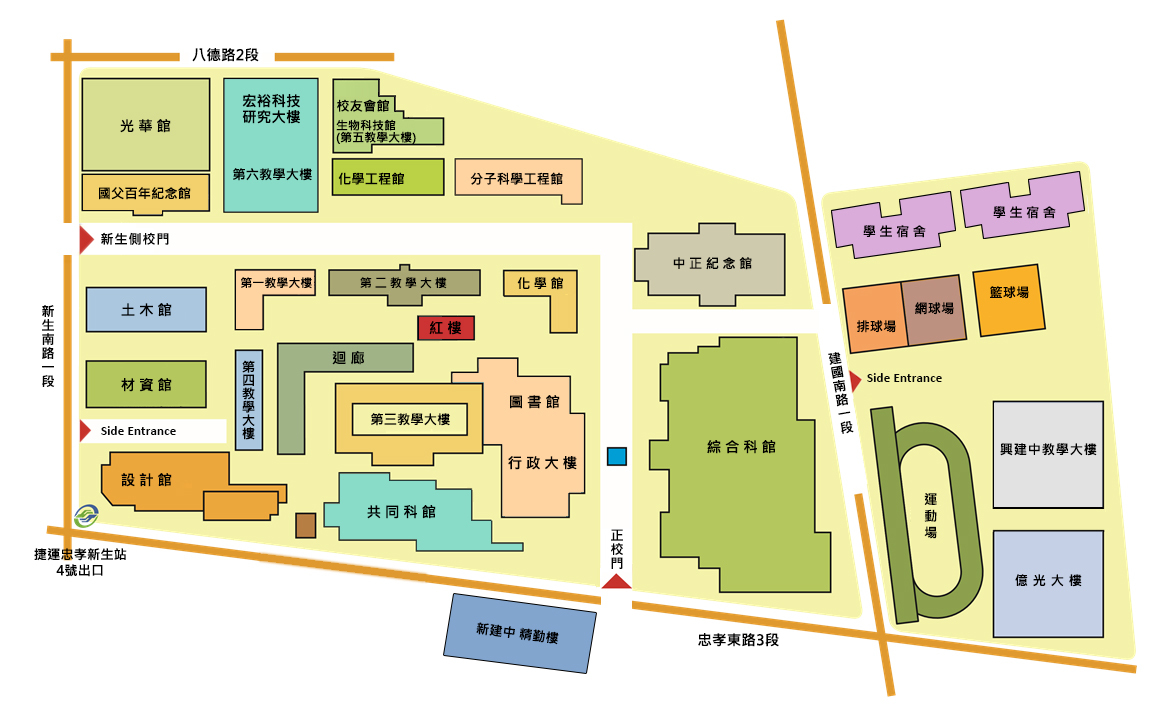 八德路2段
光華館
宏裕科技
研究大樓
第六教學大樓
校友會館
生物科技館
(第五教學大樓)
化學工程館
分子科學工程館
國父百年紀念館
新生側校門
中正紀念館
學生宿舍
學生宿舍
第一教學大樓
第二教學大樓
化學館
土木館
紅樓
排球場
網球場
籃球場
新生南路一段
迴廊
材資館
第四教學大樓
第三教學大樓
圖書館
行政大樓
綜合科館
建國南路一段
Side Entrance
Side Entrance
興建中教學大樓
設計館
共同科館
運動場
正校門
億光大樓
捷運忠孝新生站
4號出口
新建中 精勤樓
忠孝東路3段